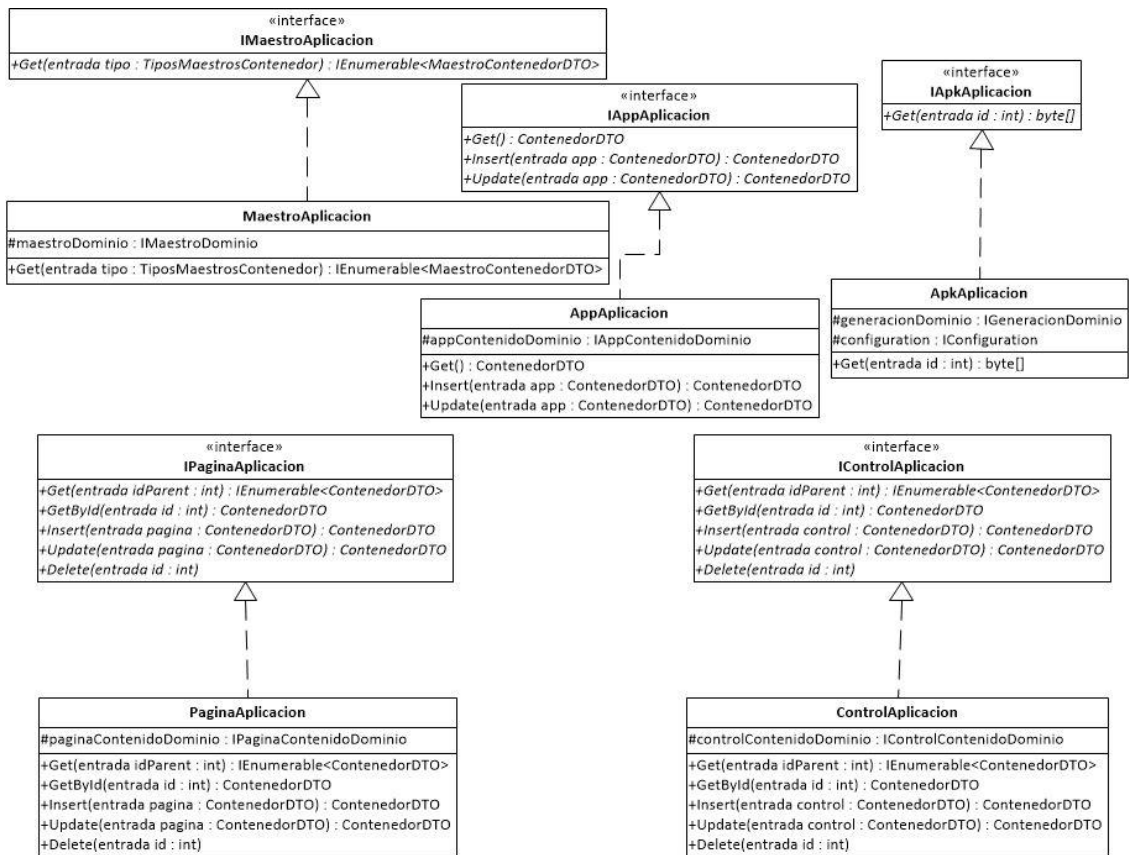 «interface»
IMaestroAplicacion
+Get(entrada tipo : TiposMaestrosContenedor) : IEnumerable<MaestroContenedorDTO>
«interface»
IAppAplicacion
+Get() : ContenedorDTO
+Insert(entrada app : ContenedorDTO) : ContenedorDTO
+Update(entrada app : ContenedorDTO) : ContenedorDTO
«interface»
IApkAplicacion
+Get(entrada id : int) : byte[]
MaestroAplicacion
#maestroDominio : IMaestroDominio
+Get(entrada tipo : TiposMaestrosContenedor) : IEnumerable<MaestroContenedorDTO>
AppAplicacion
#appContenidoDominio : IAppContenidoDominio
+Get() : ContenedorDTO
+Insert(entrada app : ContenedorDTO) : ContenedorDTO
+Update(entrada app : ContenedorDTO) : ContenedorDTO
ApkAplicacion
#generacionDominio : IGeneracionDominio
#configuration : IConfiguration
+Get(entrada id : int) : byte[]
«interface»
IPaginaAplicacion
+Get(entrada idParent : int) : IEnumerable<ContenedorDTO>
+GetById(entrada id : int) : ContenedorDTO
+Insert(entrada pagina : ContenedorDTO) : ContenedorDTO
+Update(entrada pagina : ContenedorDTO) : ContenedorDTO
+Delete(entrada id : int)
«interface»
IControlAplicacion
+Get(entrada idParent : int) : IEnumerable<ContenedorDTO>
+GetById(entrada id : int) : ContenedorDTO
+Insert(entrada control : ContenedorDTO) : ContenedorDTO
+Update(entrada control : ContenedorDTO) : ContenedorDTO
+Delete(entrada id : int)
PaginaAplicacion
#paginaContenidoDominio : IPaginaContenidoDominio
+Get(entrada idParent : int) : IEnumerable<ContenedorDTO>
+GetById(entrada id : int) : ContenedorDTO
+Insert(entrada pagina : ContenedorDTO) : ContenedorDTO
+Update(entrada pagina : ContenedorDTO) : ContenedorDTO
+Delete(entrada id : int)
ControlAplicacion
#controlContenidoDominio : IControlContenidoDominio
+Get(entrada idParent : int) : IEnumerable<ContenedorDTO>
+GetById(entrada id : int) : ContenedorDTO
+Insert(entrada control : ContenedorDTO) : ContenedorDTO
+Update(entrada control : ContenedorDTO) : ContenedorDTO
+Delete(entrada id : int)